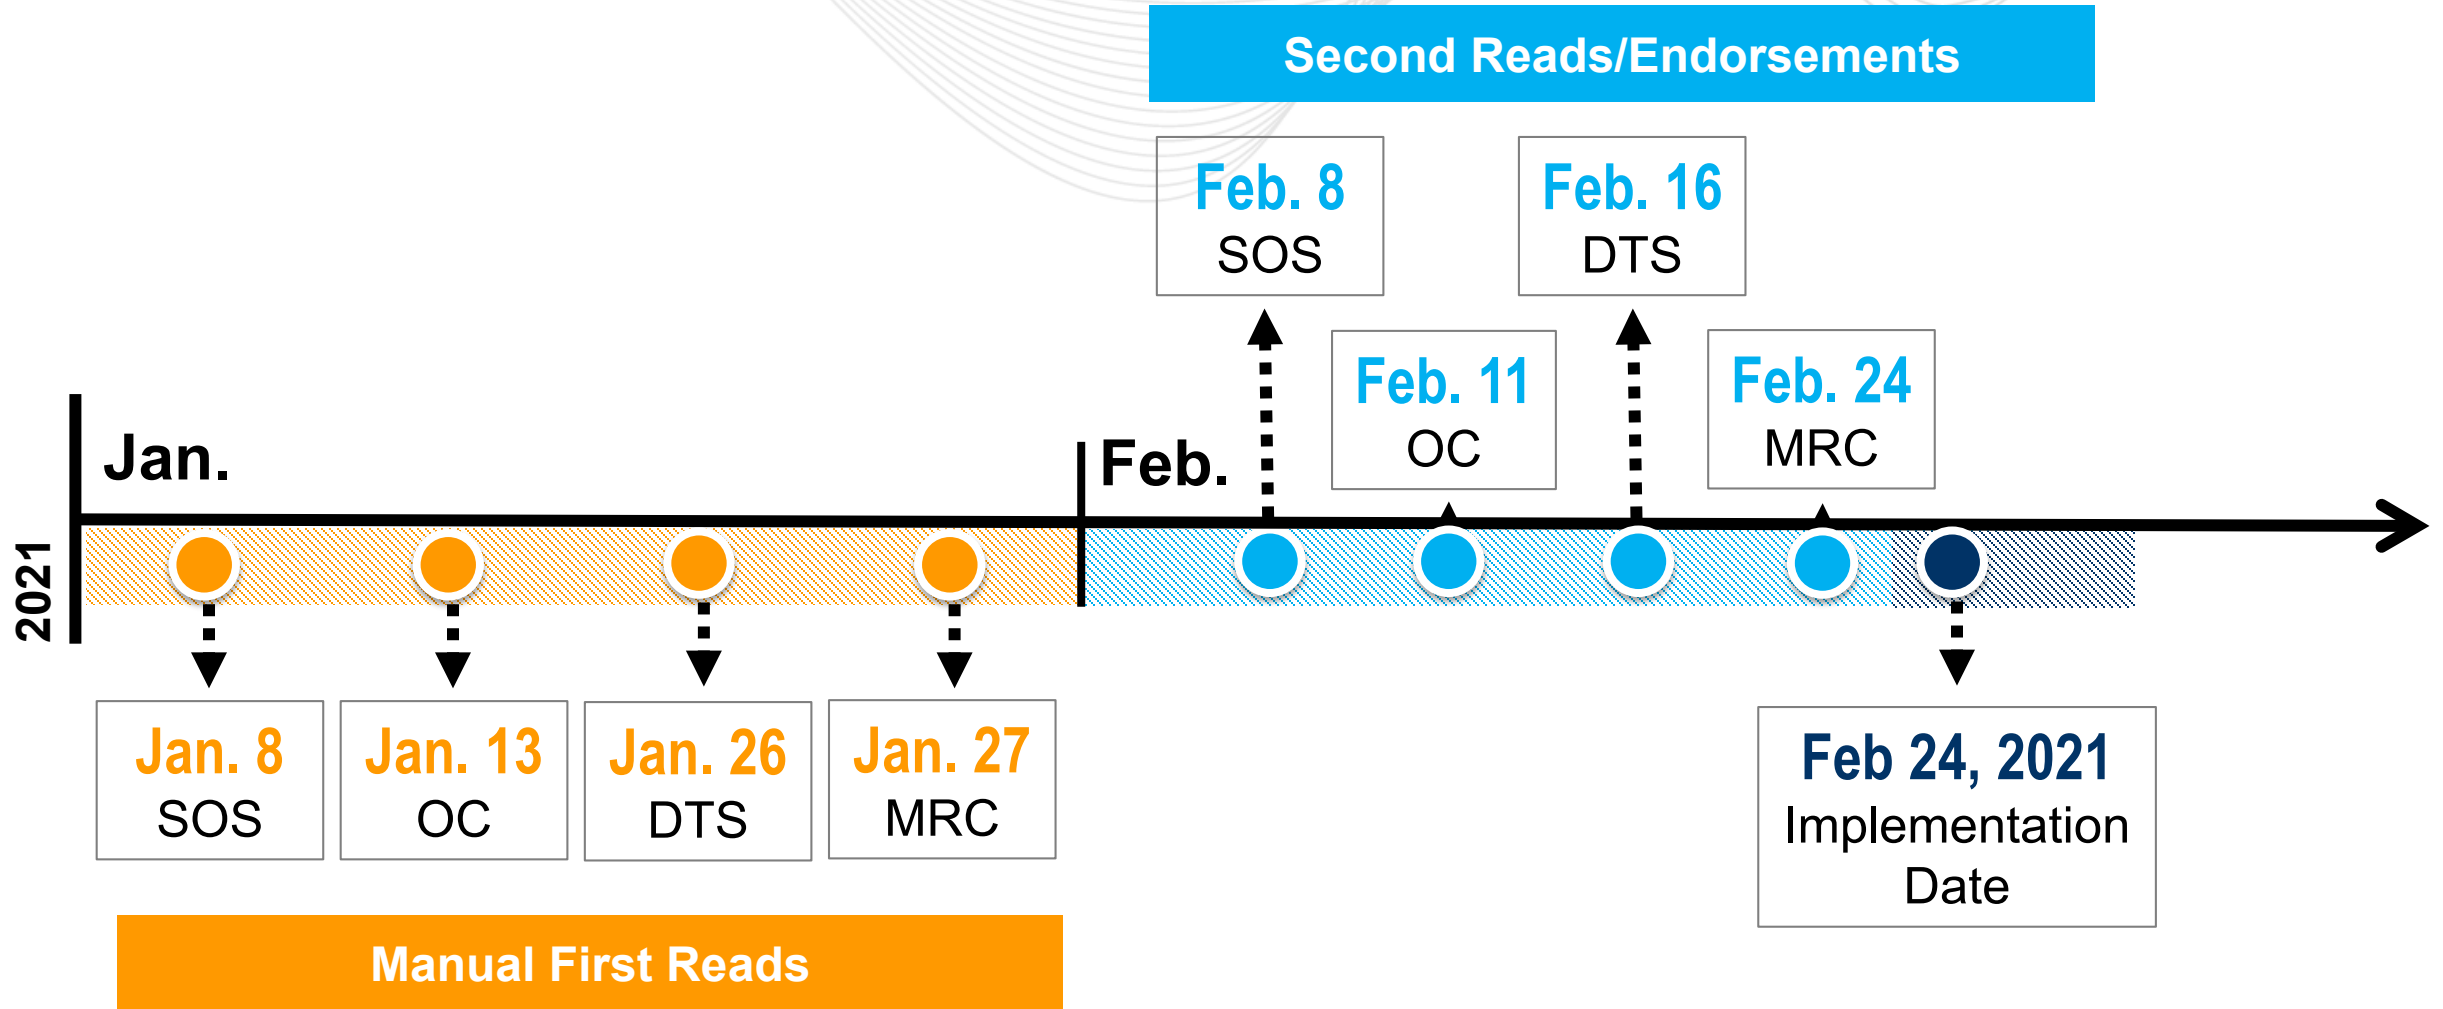 Second Reads/Endorsements
Feb. 8
SOS
Feb. 16
DTS
Feb. 11
OC
Feb. 24
MRC
Jan.
Feb.
2021
Jan. 8
SOS
Jan. 13
OC
Jan. 26
DTS
Jan. 27
MRC
Feb 24, 2021
Implementation
Date
Manual First Reads